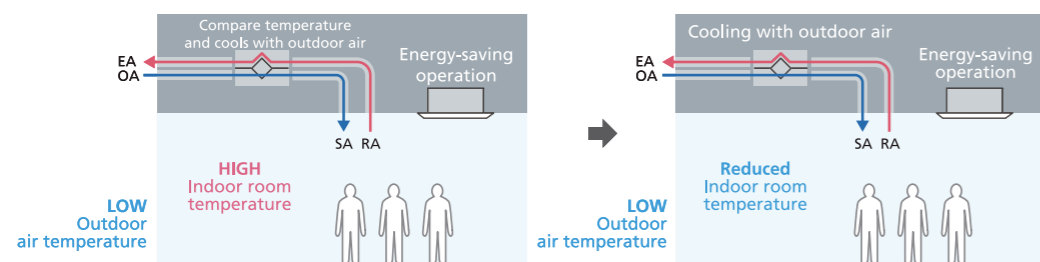 Compare temperature
and cools with outdoor air
EA
OA
Energy-saving
operation
SA RA
HIGH
Indoor room
temperature
LOW
Outdoor
air temperature
Cooling with outdoor air
EA
OA
Energy-saving
operation
SA RA
Reduced
Indoor room
temperature
LOW
Outdoor
air temperature